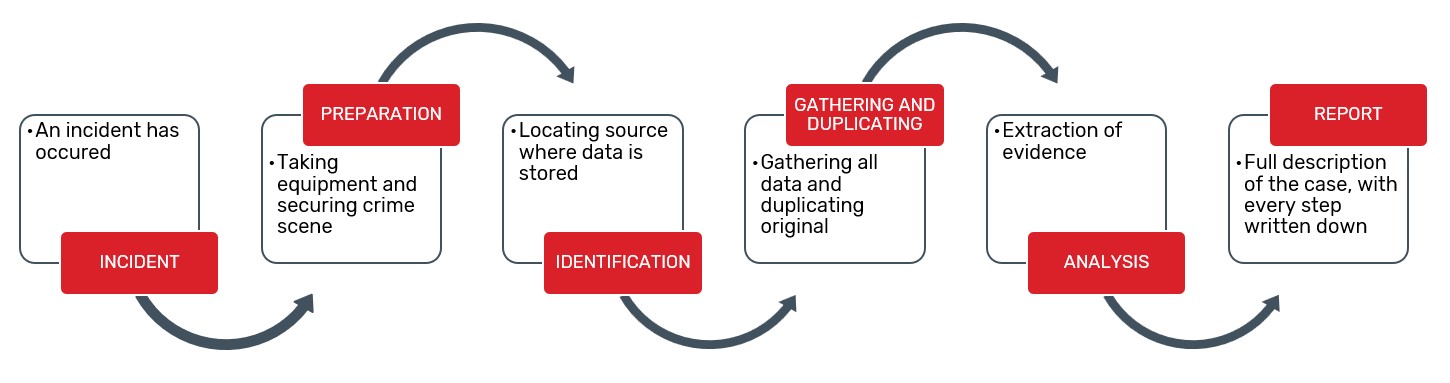 •An incident has
occured
INCIDENT
PREPARATION
•Taking
equipment and
securing crime
scene
•Locating source
where data is
stored
IDENTIFICATION
GATHERING AND
DUPLICATING
•Gathering all
data and
duplicating
original
•Extraction of
evidence
ANALYSIS
REPORT
•Full description
of the case, with
every step
written down